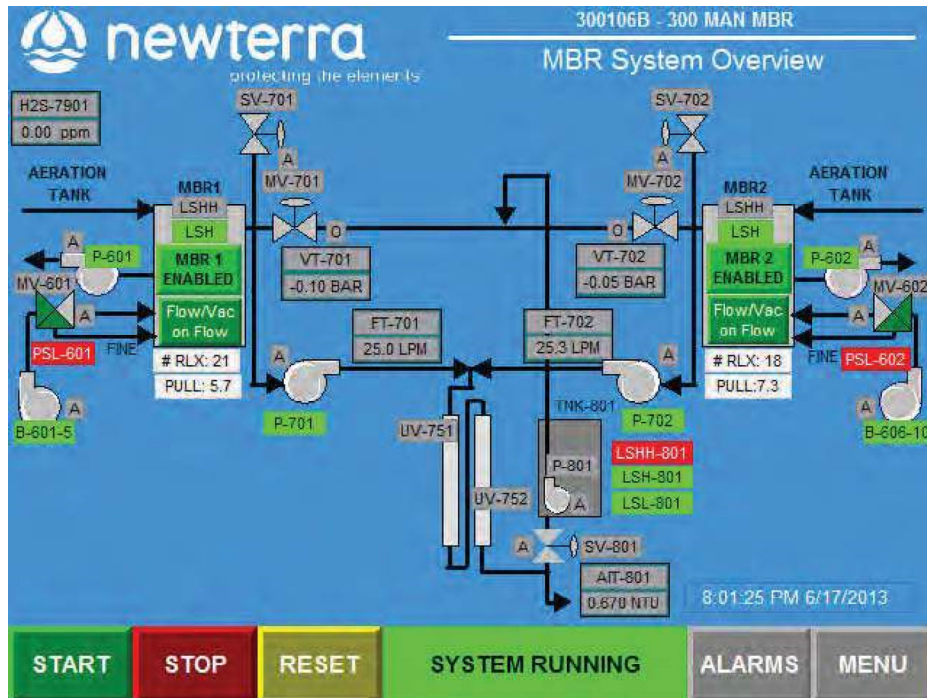 newterra
protecting the elements
300106B - 300 MAN MBR
MBR System Overview
H2S-7901
0.00 ppm
SV-701
A
MV-701
SV-702
A
MV-702
AERATION
TANK
MBR1
LSHH
LSH
MBR 1
ENABLED
Flow/Vac
on Flow
# RLX: 21
PULL: 5.7
A
P-601
MV-601
A
FINE
PSL-601
A
B-601-5
O
VT-701
-0.10 BAR
O
VT-702
-0.05 BAR
FT-701
25.0 LPM
FT-702
25.3 LPM
A
P-701
A
P-702
AERATION
TANK
MBR2
LSHH
LSH
MBR 2
ENABLED
Flow/Vac
on Flow
# RLX: 18
PULL:7.3
A
P-602
MV-602
A
FINE
PSL-602
A
B-606-10
UV-751
UV-752
TNK-801
P-801
A
LSHH-801
LSH-801
LSL-801
A
SV-801
AIT-801
0.670 NTU
8:01:25 PM 6/17/2013
START
STOP
RESET
SYSTEM RUNNING
ALARMS
MENU